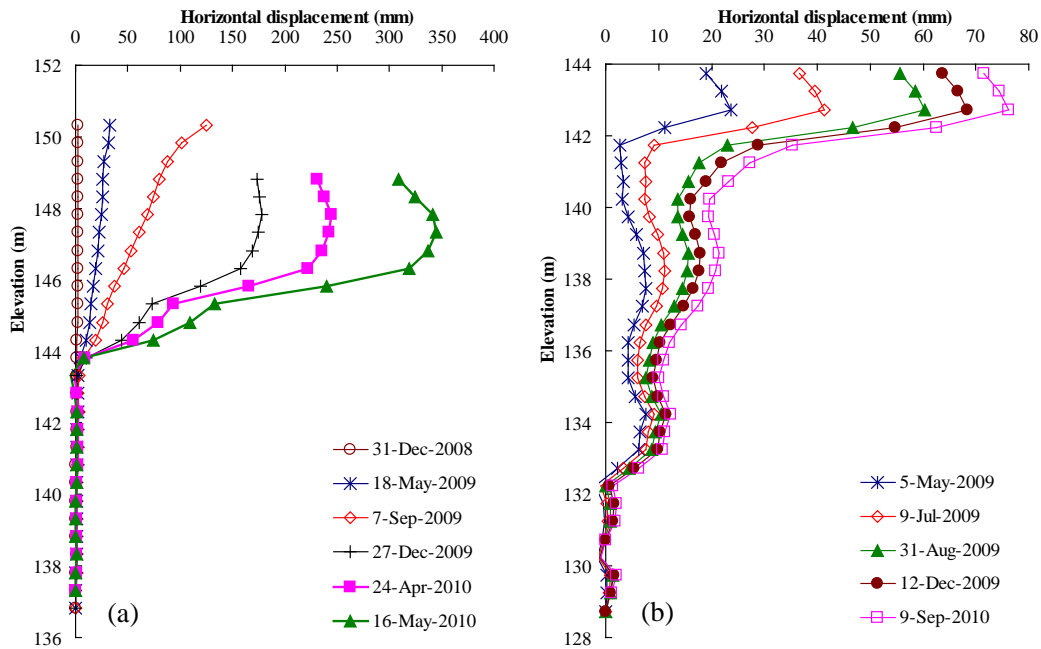 Horizontal displacement (mm)
0 50 100 150 200 250 300 350 400
Elevation (m)
152
150
148
146
144
142
140
138
136
31-Dec-2008
18-May-2009
7-Sep-2009
27-Dec-2009
24-Apr-2010
16-May-2010
(a)
Horizontal displacement (mm)
0 10 20 30 40 50 60 70 80
Elevation (m)
144
142
140
138
136
134
132
130
128
5-May-2009
9-Jul-2009
31-Aug-2009
12-Dec-2009
9-Sep-2010
(b)